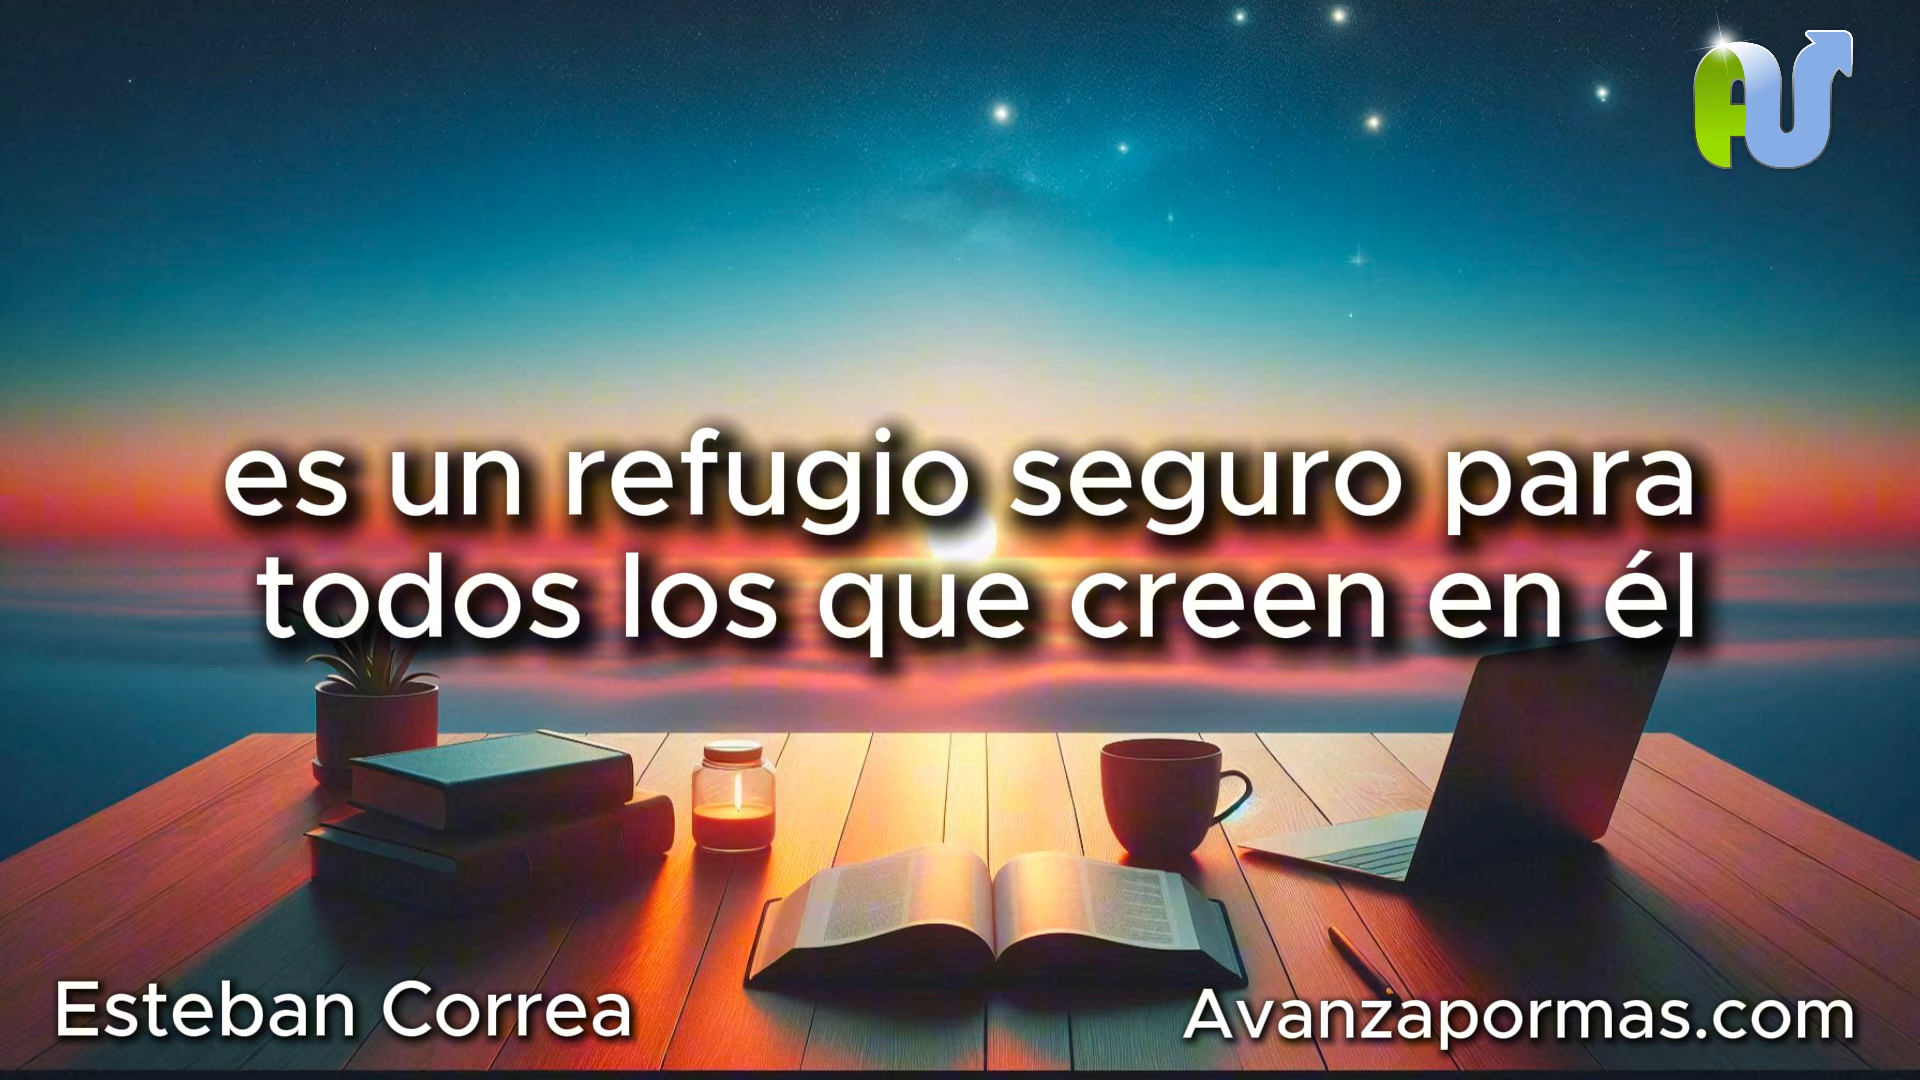 es un refugio seguro para
todos los que creen en él
Esteban Correa
Avanzapormas.com